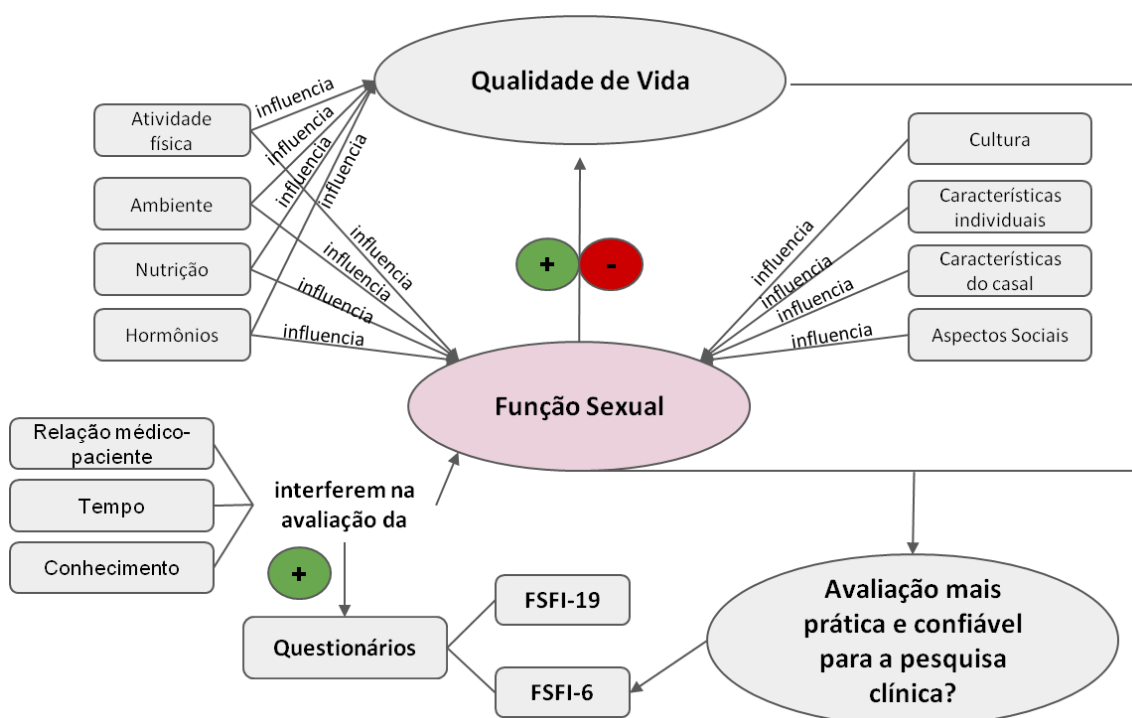 Qualidade de Vida
Atividade
física
Ambiente
Nutrição
Hormônios
influencia
influencia
influencia
influencia
influencia
influencia
influencia
influencia
+
-
Cultura
Características
individuais
Características
do casal
Aspectos Sociais
influencia
influencia
influencia
influencia
Função Sexual
Relação médico-
paciente
Tempo
Conhecimento
interferem na
avaliação da
+
Questionários
FSFI-19
FSFI-6
Avaliação mais
prática e confiável
para a pesquisa
clínica?